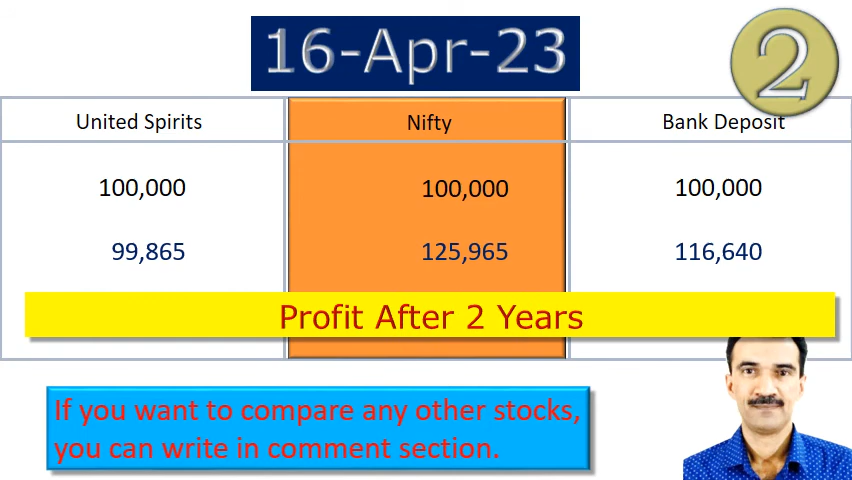 16-Apr-23
2
United Spirits Nifty Bank Deposit
100,000 100,000 100,000
99,865 125,965 116,640
Profit After 2 Years
If you want to compare any other stocks,
you can write in comment section.